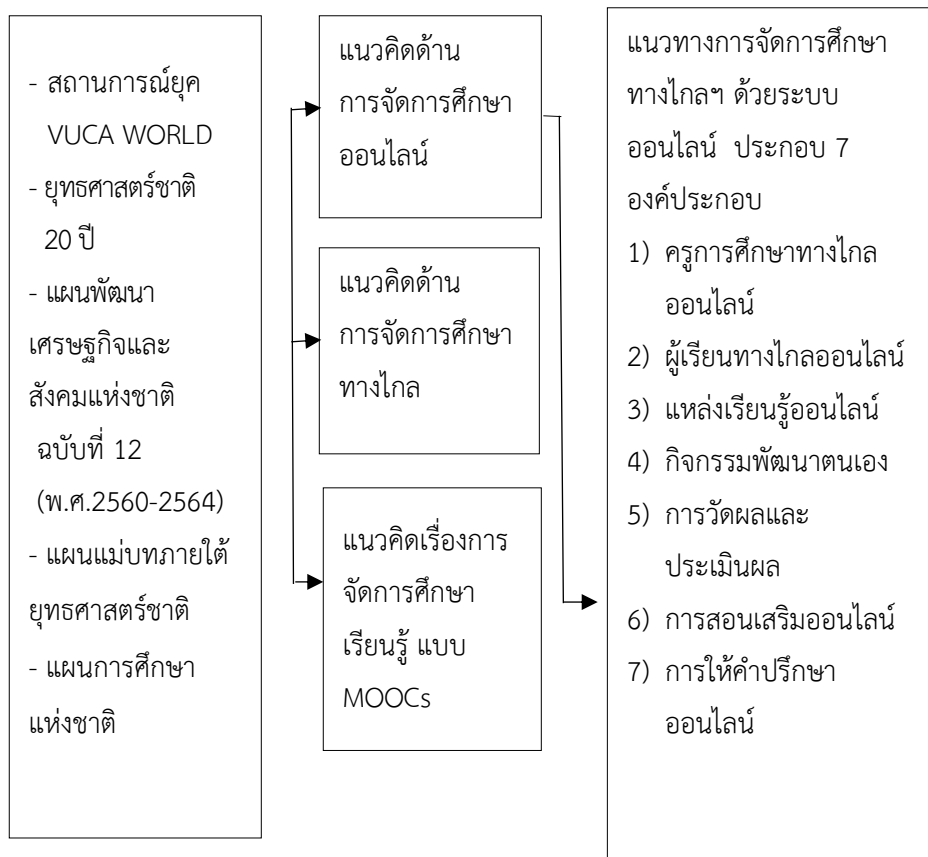 - สถานการณ์ยุค
VUCA WORLD
- ยุทธศาสตร์ชาติ
20 ปี
- แผนพัฒนา
เศรษฐกิจและ
สังคมแห่งชาติ
ฉบับที่ 12
(พ.ศ.2560-2564)
- แผนแม่บทภายใต้
ยุทธศาสตร์ชาติ
- แผนการศึกษา
แห่งชาติ
แนวคิดด้าน
การจัดการศึกษา
ออนไลน์
แนวคิดด้าน
การจัดการศึกษา
ทางไกล
แนวคิดเรื่องการ
จัดการศึกษา
เรียนรู้ แบบ
MOOCs
แนวทางการจัดการศึกษา
ทางไกลฯ ด้วยระบบ
ออนไลน์ ประกอบ 7
องค์ประกอบ
1) ครูการศึกษาทางไกล
ออนไลน์
2) ผู้เรียนทางไกลออนไลน์
3) แหล่งเรียนรู้ออนไลน์
4) กิจกรรมพัฒนาตนเอง
5) การวัดผลและ
ประเมินผล
6) การสอนเสริมออนไลน์
7) การให้คำปรึกษา
ออนไลน์